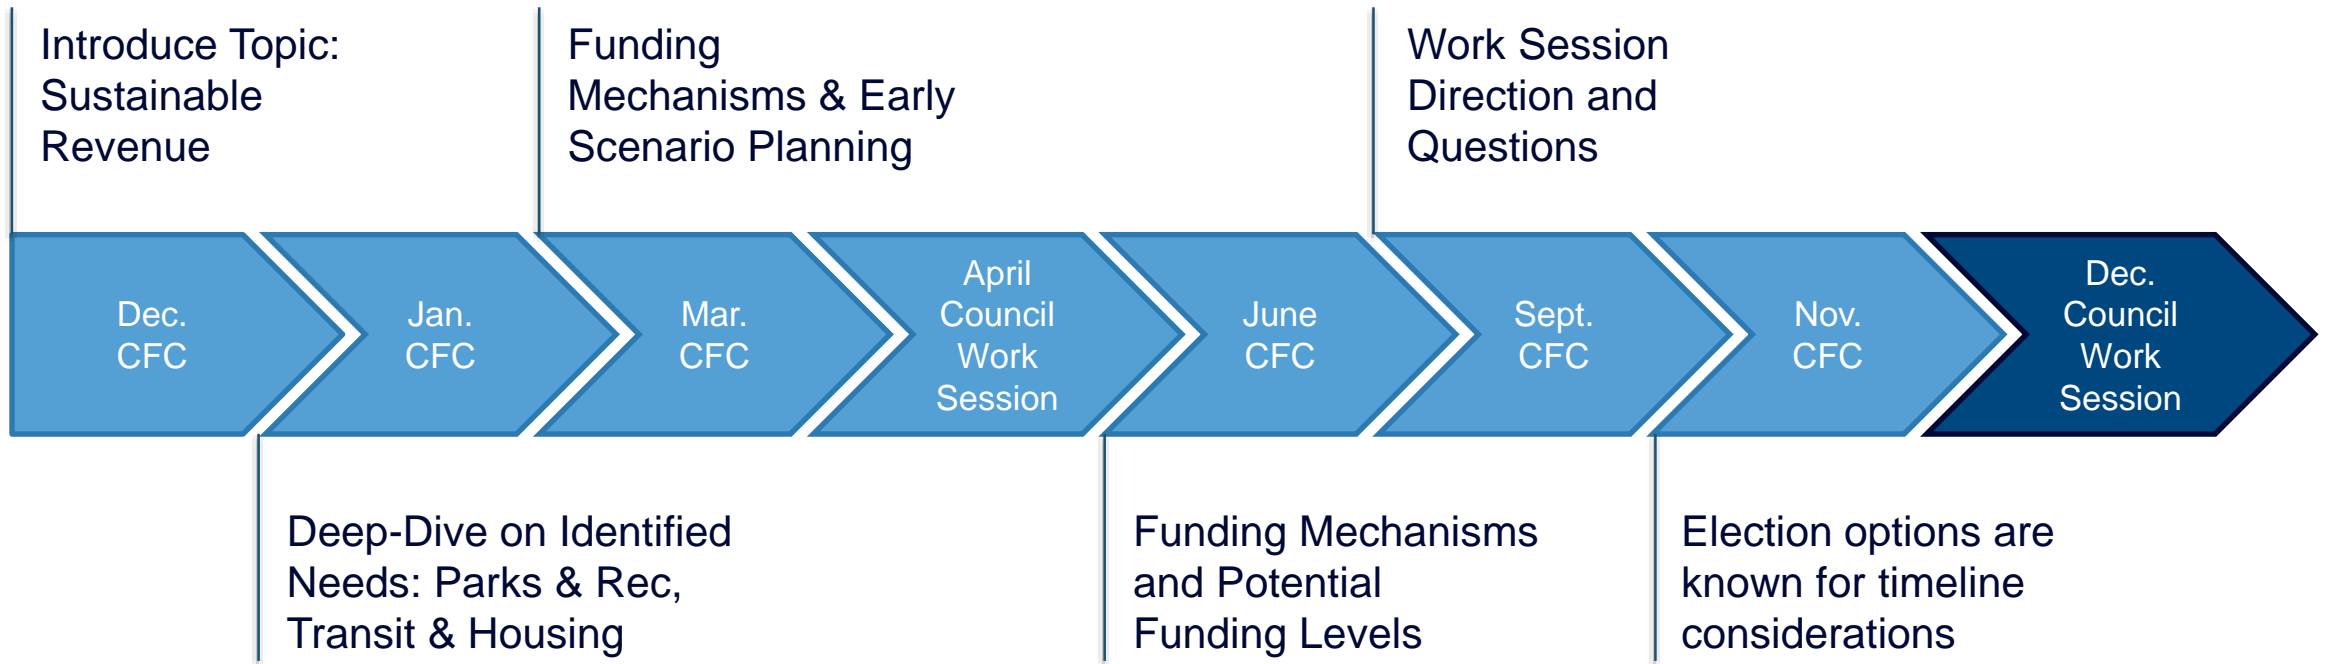 Introduce Topic:
Sustainable
Revenue
Funding
Mechanisms & Early
Scenario Planning
Work Session
Direction and
Questions
Dec.
CFC
Jan.
CFC
Mar.
CFC
April
Council
Work
Session
June
CFC
Sept.
CFC
Nov.
CFC
Dec.
Council
Work
Session
Deep-Dive on Identified
Needs: Parks & Rec,
Transit & Housing
Funding Mechanisms
and Potential
Funding Levels
Election options are
known for timeline
considerations